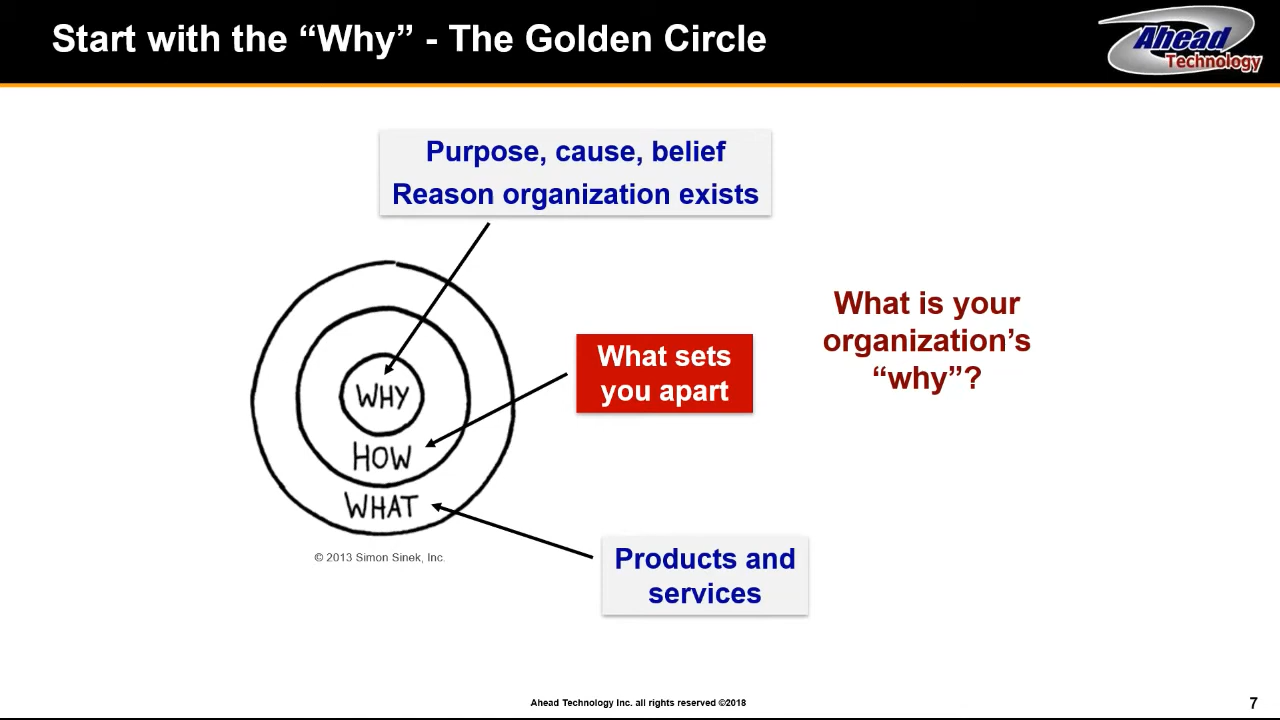 Start with the “Why” - The Golden Circle
Ahead
Technology
Purpose, cause, belief
Reason organization exists
WHY
HOW
WHAT
© 2013 Simon Sinek, Inc.
What sets
you apart
Products and
services
What is your
organization’s
“why”?
Ahead Technology Inc. all rights reserved ©2018
7